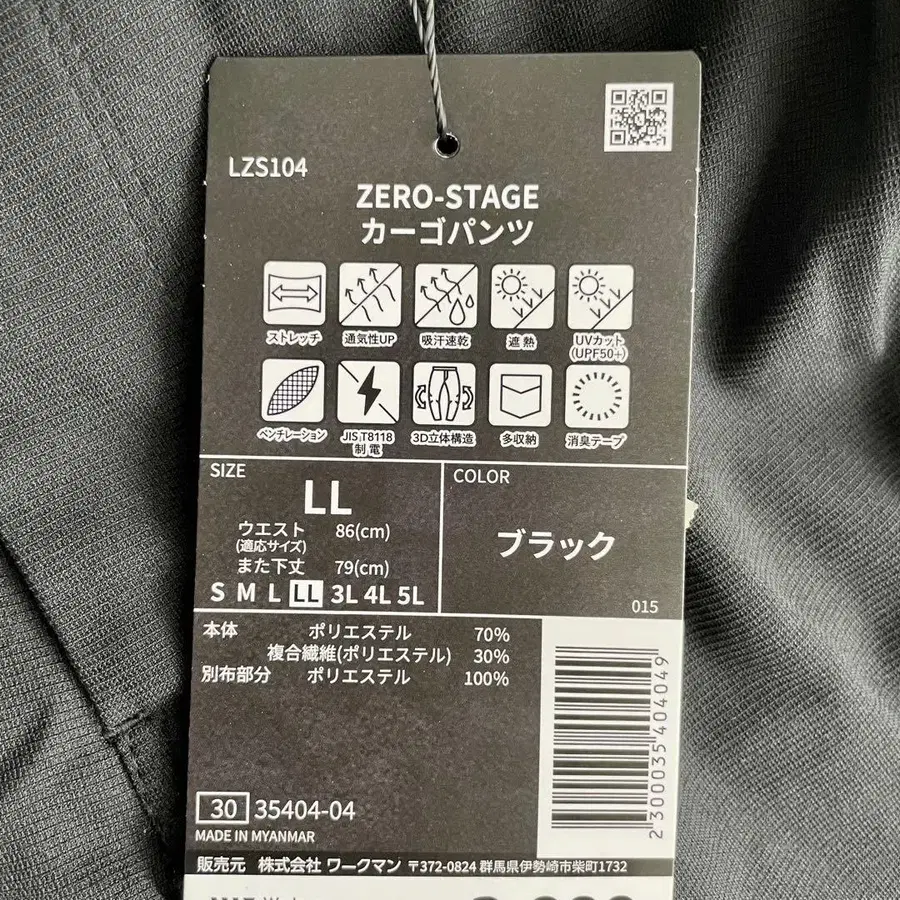 LZS104
ZERO-STAGE
カーゴパンツ
ストレッチ 通気性UP 吸汗速乾 遮熱 UVカット
(UPF50+)
ベンチレーション JIS T8118 3D立体構造 多収納 消臭テープ
制電
SIZE
LL
ウエスト 86(cm)
(適応サイズ)
また下丈 79(cm)
S M L LL 3L 4L 5L
COLOR
ブラック
015
本体 ポリエステル 70%
複合繊維(ポリエステル) 30%
別布部分 ポリエステル 100%
2300035404049
30 35404-04
MADE IN MYANMAR
販売元 株式会社 ワークマン 〒372-0824 群馬県伊勢崎市柴町1732